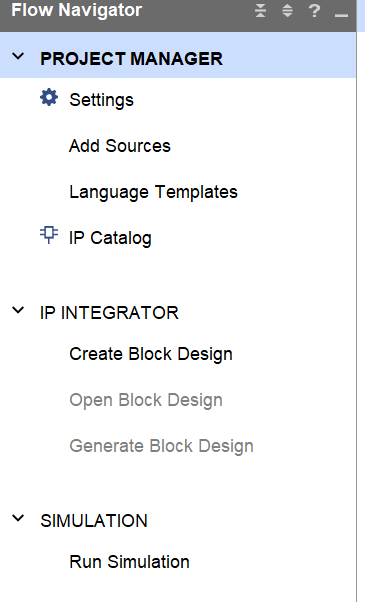 Flow Navigator
?
PROJECT MANAGER
Settings
Add Sources
Language Templates
IP Catalog
IP INTEGRATOR
Create Block Design
Open Block Design
Generate Block Design
SIMULATION
Run Simulation